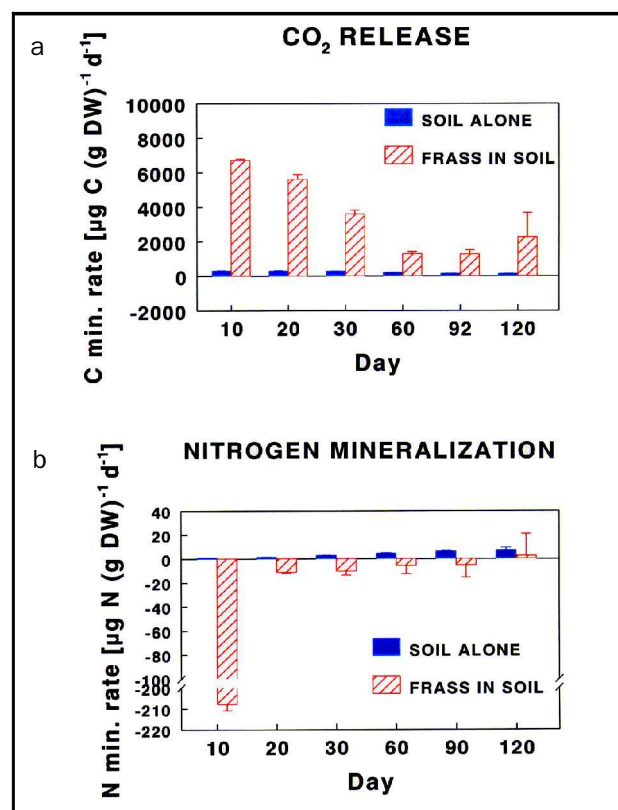 a
CO₂ RELEASE
C min. rate [µg C (g DW)⁻¹ d⁻¹]
10000
8000
6000
4000
2000
0
-2000
SOIL ALONE
FRASS IN SOIL
10 20 30 60 92 120
Day
b
NITROGEN MINERALIZATION
N min. rate [µg N (g DW)⁻¹ d⁻¹]
40
20
0
-20
-40
-60
-80
-100
-200
-210
-220
SOIL ALONE
FRASS IN SOIL
10 20 30 60 90 120
Day